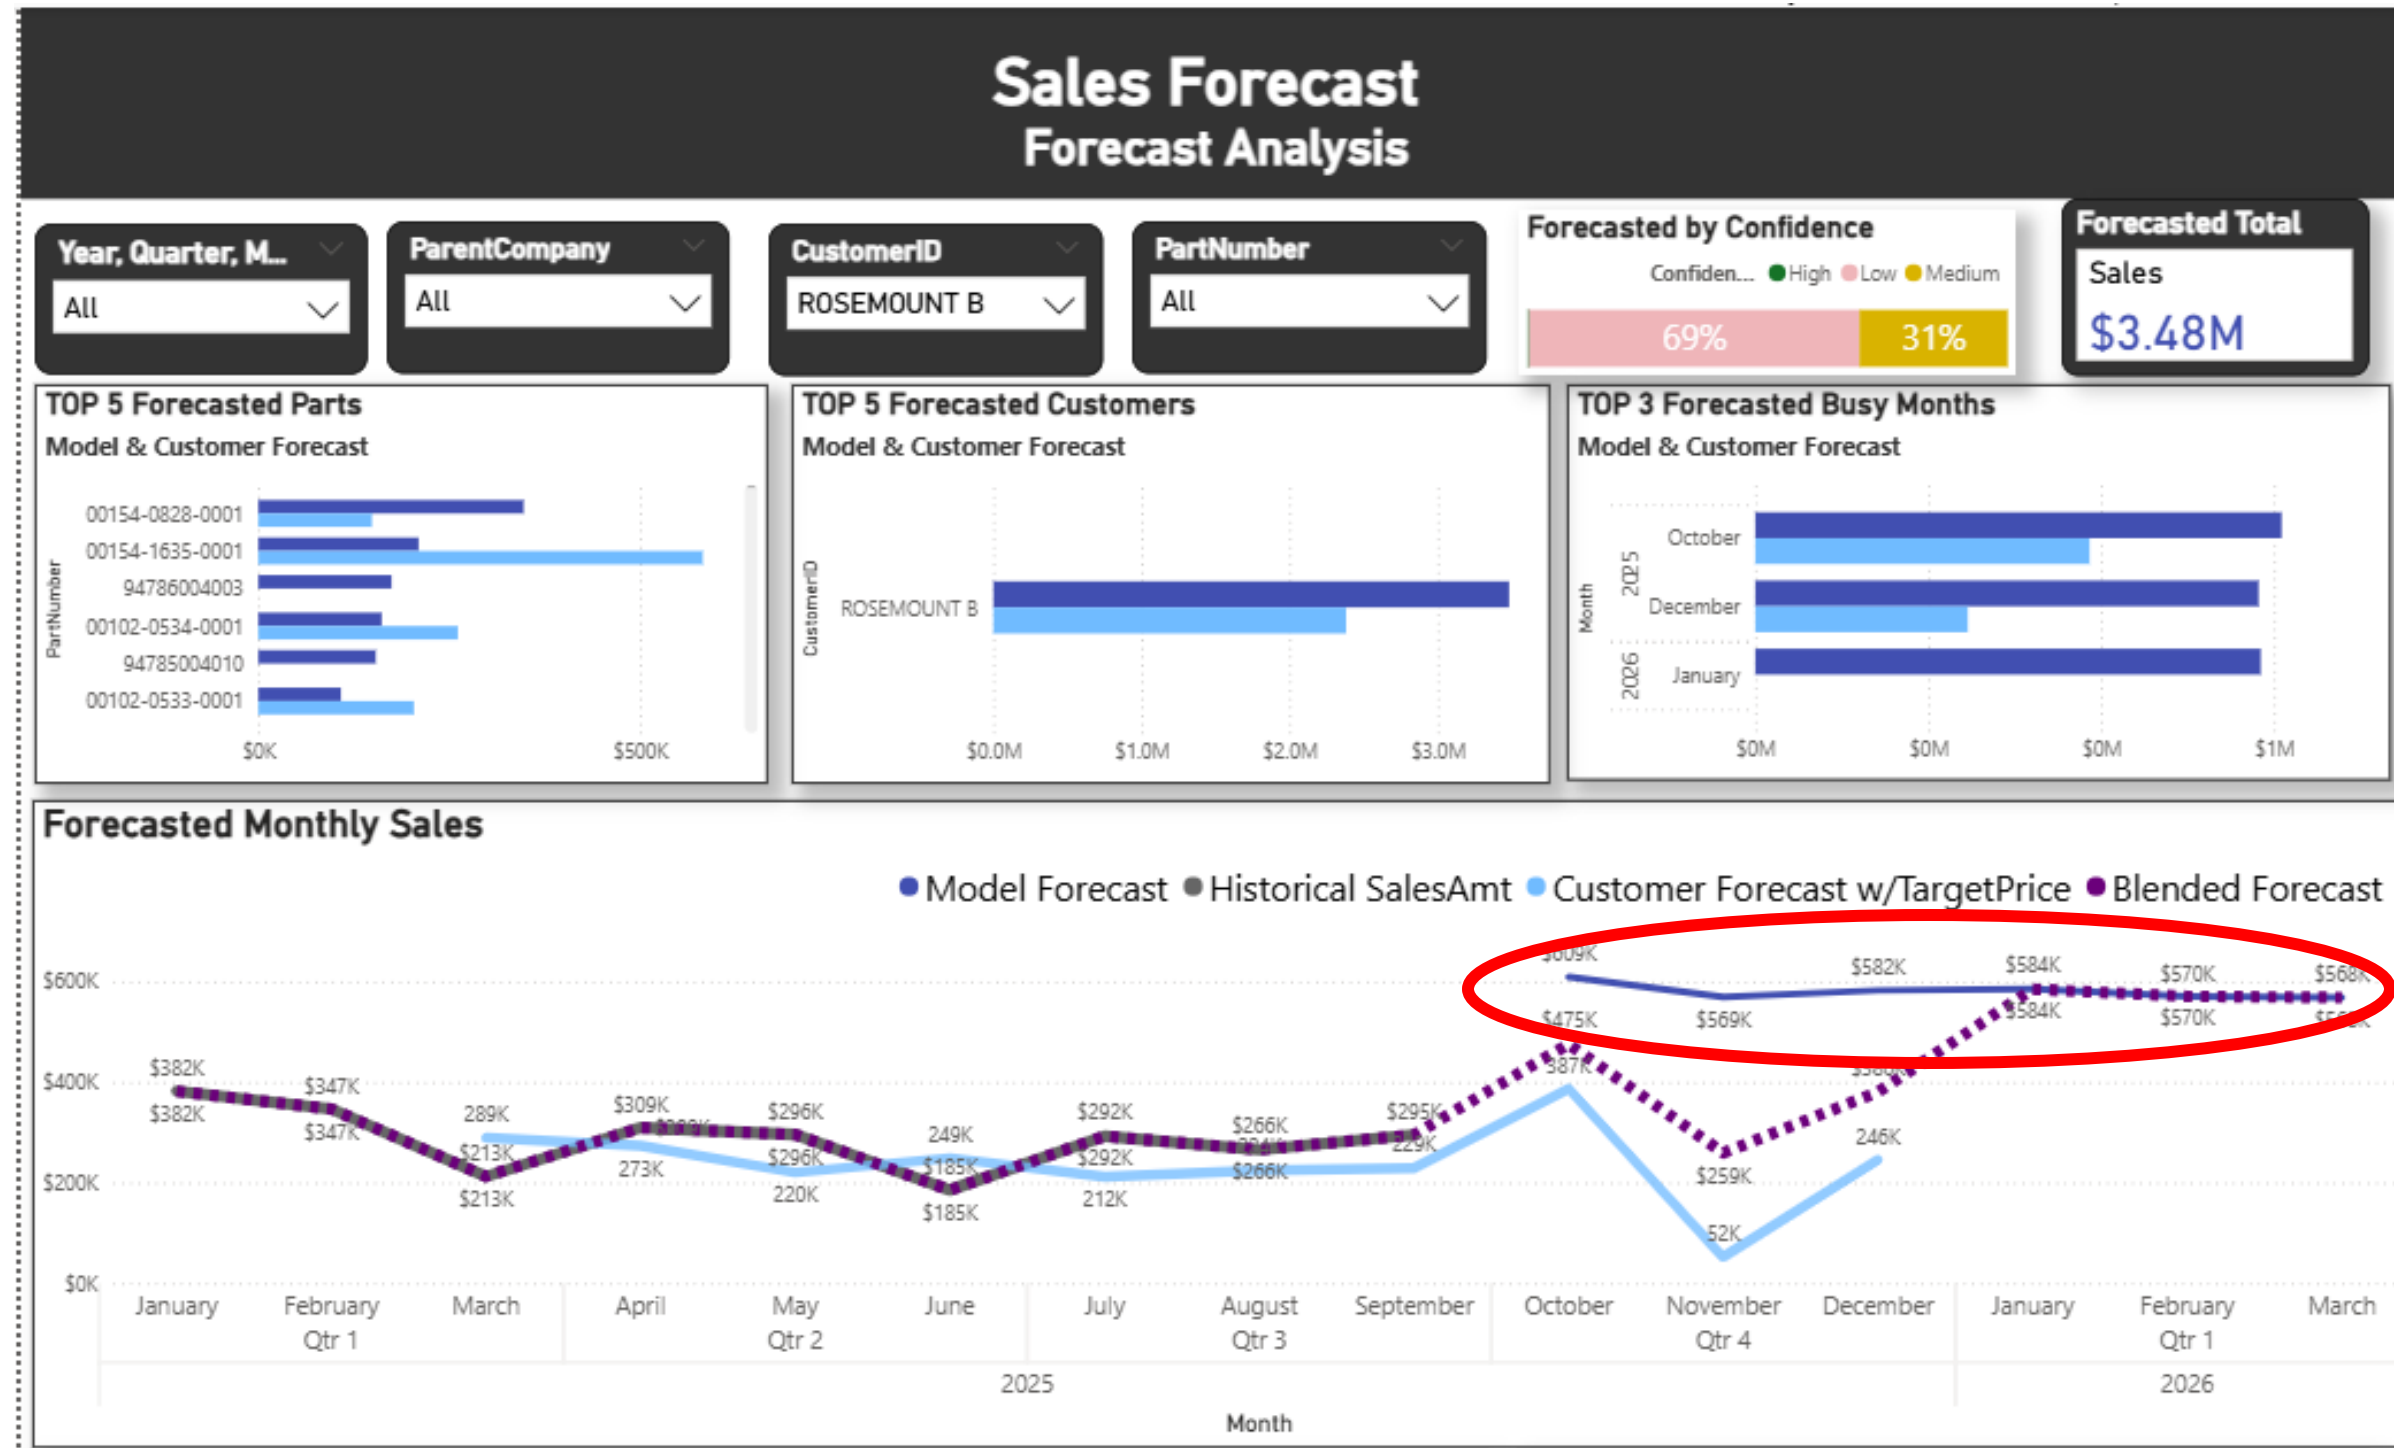 Sales Forecast
Forecast Analysis
Year, Quarter, M...
All
ParentCompany
All
CustomerID
ROSEMOUNT B
PartNumber
All
Forecasted by Confidence
Confiden... High Low Medium
69% 31%
Forecasted Total
Sales
$3.48M
TOP 5 Forecasted Parts
Model & Customer Forecast
PartNumber
00154-0828-0001
00154-1635-0001
94786004003
00102-0534-0001
94785004010
00102-0533-0001
$0K $500K
TOP 5 Forecasted Customers
Model & Customer Forecast
CustomerID
ROSEMOUNT B
$0.0M $1.0M $2.0M $3.0M
TOP 3 Forecasted Busy Months
Model & Customer Forecast
Month
2025
October
December
2026
January
$0M $0M $0M $1M
Forecasted Monthly Sales
Model Forecast Historical SalesAmt Customer Forecast w/TargetPrice Blended Forecast
$600K
$400K
$200K
$0K
$609K $569K $582K $584K $570K $568K
$475K $259K $584K $570K
$382K $347K $213K $309K $296K $185K $292K $266K $295K
$382K $347K $213K $296K $185K $292K $266K
289K 273K 220K 249K 212K 229K 387K 52K 246K
January February March April May June July August September October November December January February March
Qtr 1 Qtr 2 Qtr 3 Qtr 4 Qtr 1
2025 2026
Month